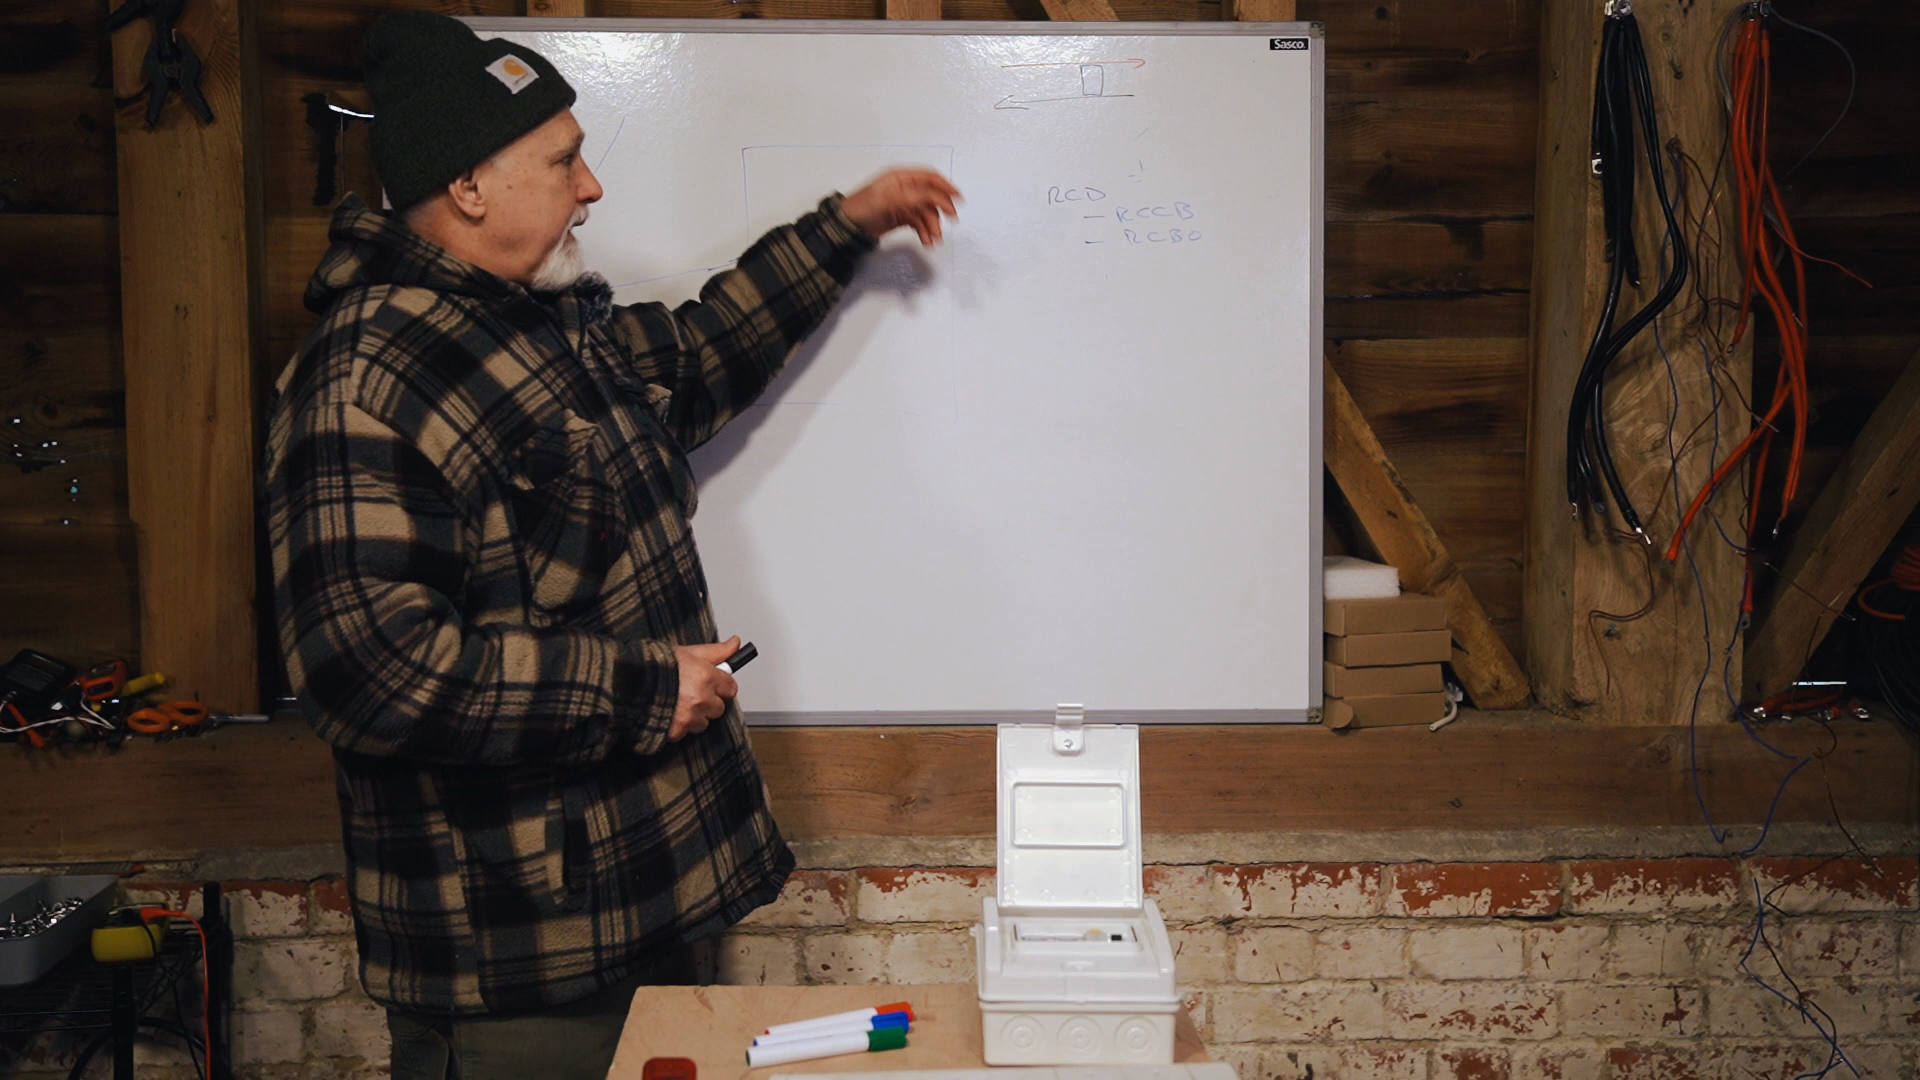 Sasco.
RCD
- RCCB
- RCBO